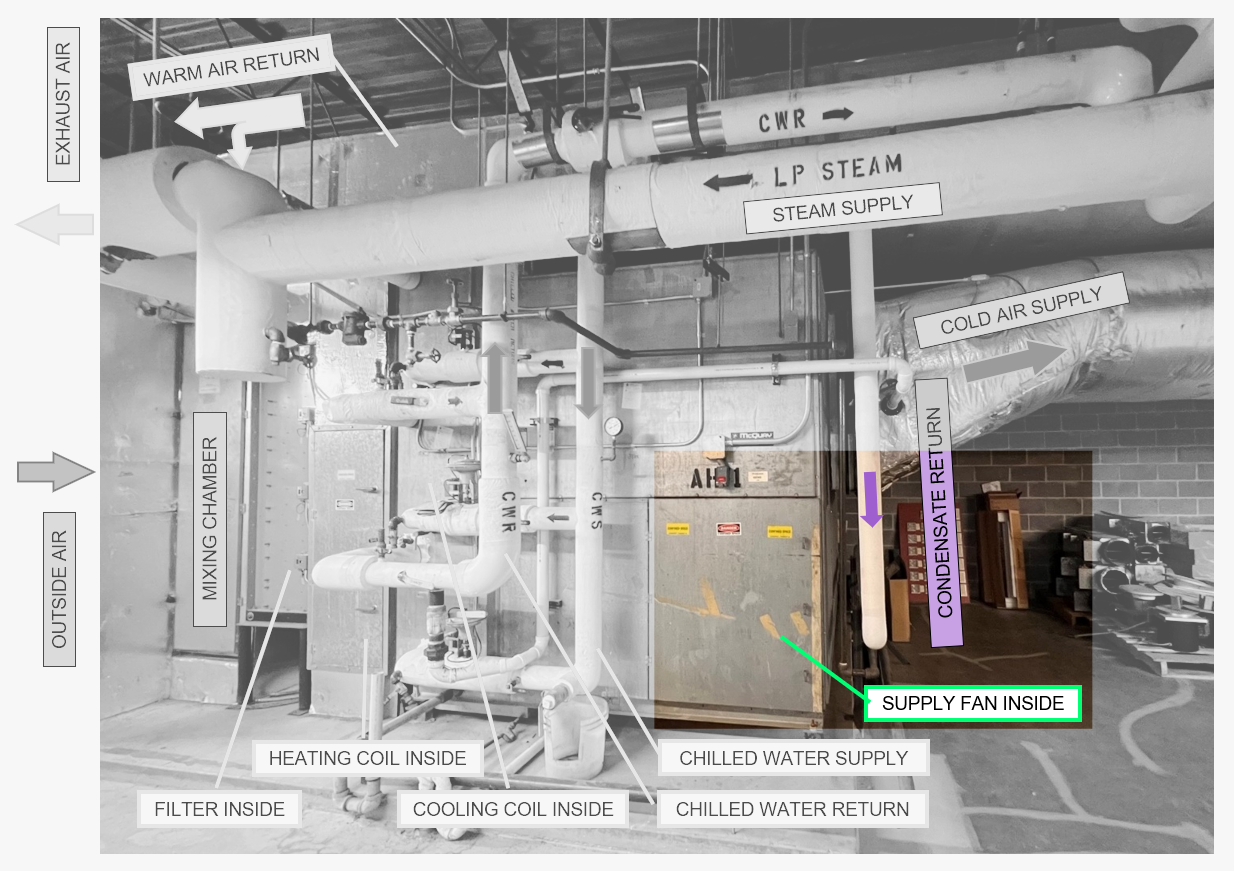 EXHAUST AIR
WARM AIR RETURN
CWR
LP STEAM
STEAM SUPPLY
COLD AIR SUPPLY
MIXING CHAMBER
OUTSIDE AIR
CWR
CWS
McQUAY
CONDENSATE RETURN
SUPPLY FAN INSIDE
HEATING COIL INSIDE
CHILLED WATER SUPPLY
FILTER INSIDE
COOLING COIL INSIDE
CHILLED WATER RETURN